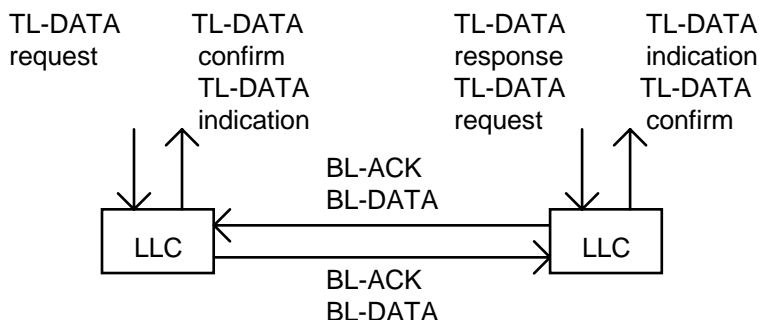 TL-DATA TL-DATA TL-DATA TL-DATA
request confirm response indication
TL-DATA TL-DATA TL-DATA
indication request confirm
BL-ACK
BL-DATA
LLC LLC
BL-ACK
BL-DATA